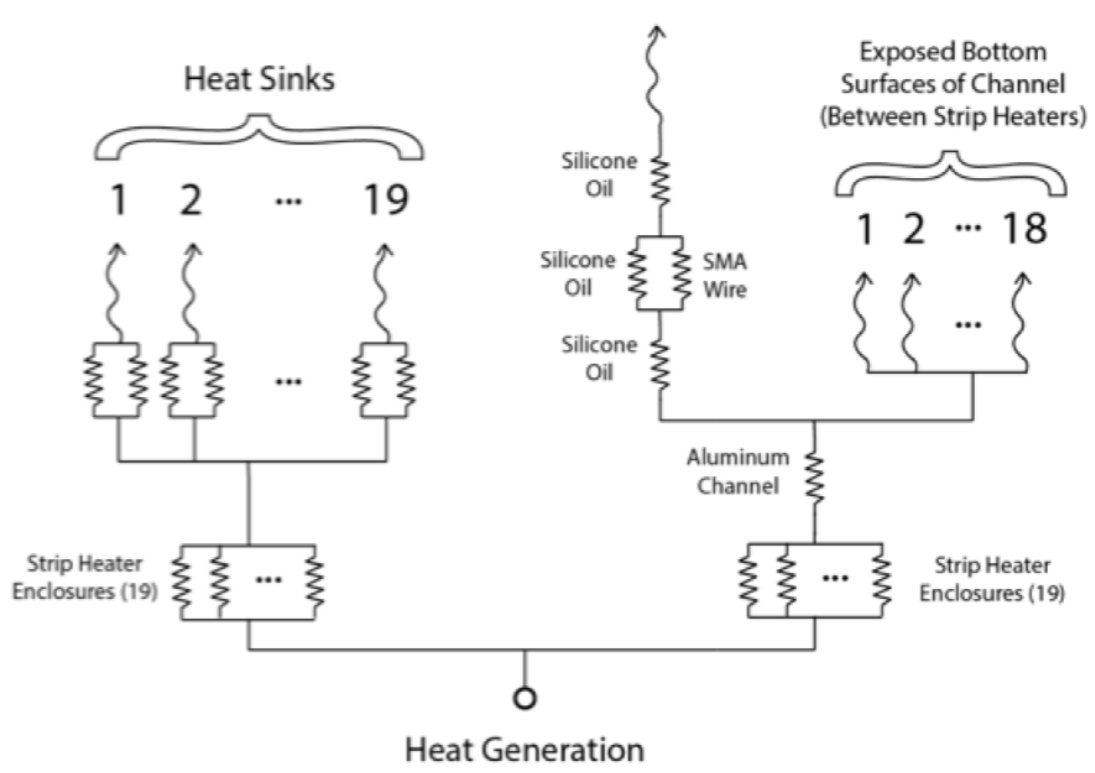 Heat Sinks
1 2 ... 19
Exposed Bottom
Surfaces of Channel
(Between Strip Heaters)
1 2 ... 18
...
Silicone
Oil
Silicone
Oil
SMA
Wire
Silicone
Oil
...
Aluminum
Channel
Strip Heater
Enclosures (19)
...
...
Strip Heater
Enclosures (19)
Heat Generation